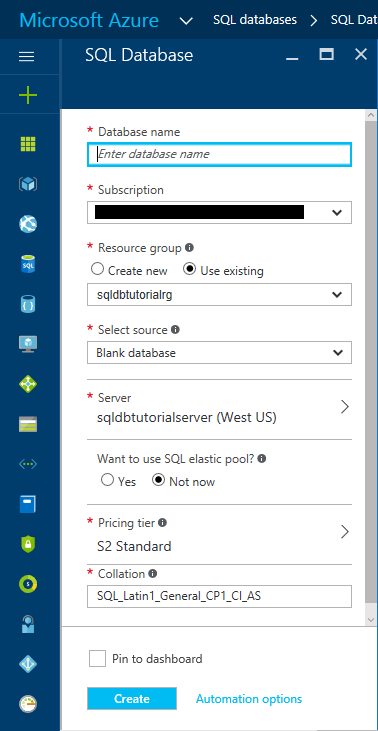 Microsoft Azure SQL databases SQL Dat
SQL Database
* Database name
Enter database name
* Subscription
* Resource group
Create new Use existing
sqldbtutorialrg
* Select source
Blank database
* Server
sqldbtutorialserver (West US)
Want to use SQL elastic pool?
Yes Not now
* Pricing tier
S2 Standard
* Collation
SQL_Latin1_General_CP1_CI_AS
Pin to dashboard
Create Automation options
SQL